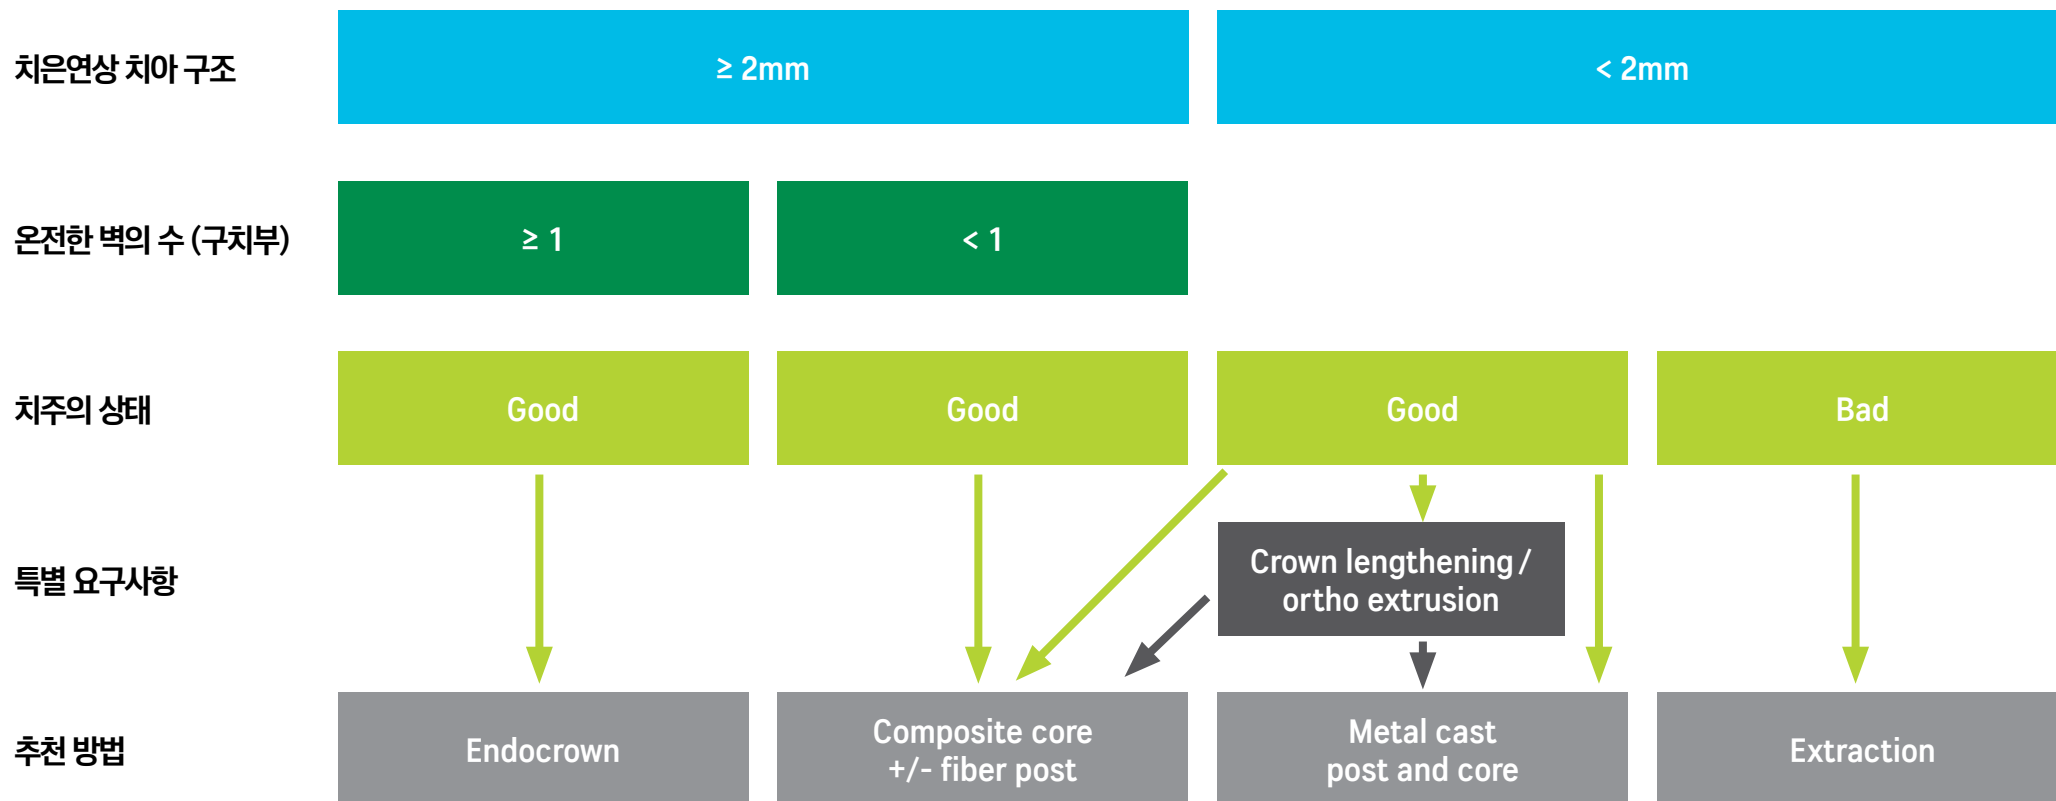 치은연상 치아 구조
≥ 2mm
< 2mm
온전한 벽의 수 (구치부)
≥ 1
< 1
치주의 상태
Good
Good
Good
Bad
특별 요구사항
Crown lengthening /
ortho extrusion
추천 방법
Endocrown
Composite core
+/- fiber post
Metal cast
post and core
Extraction